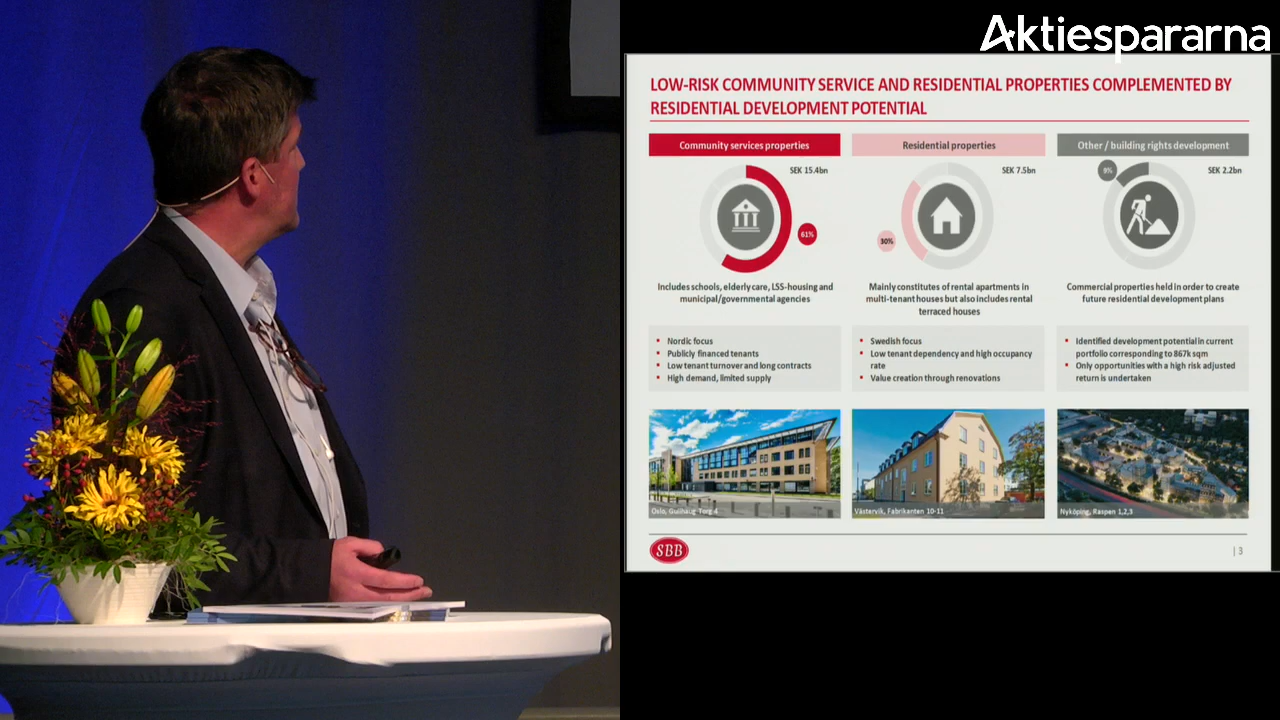 Aktiespararna
LOW-RISK COMMUNITY SERVICE AND RESIDENTIAL PROPERTIES COMPLEMENTED BY
RESIDENTIAL DEVELOPMENT POTENTIAL
Community services properties
SEK 15.4bn
61%
Includes schools, elderly care, LSS-housing and
municipal/governmental agencies
Nordic focus
Publicly financed tenants
Low tenant turnover and long contracts
High demand, limited supply
Oslo, Gullhaug Torg 4
Residential properties
SEK 7.5bn
30%
Mainly constitutes of rental apartments in
multi-tenant houses but also includes rental
terraced houses
Swedish focus
Low tenant dependency and high occupancy
rate
Value creation through renovations
Västervik, Fabrikanten 10-11
Other / building rights development
9%
SEK 2.2bn
Commercial properties held in order to create
future residential development plans
Identified development potential in current
portfolio corresponding to 867k sqm
Only opportunities with a high risk adjusted
return is undertaken
Nyköping, Raspen 1,2,3
SBB
| 3